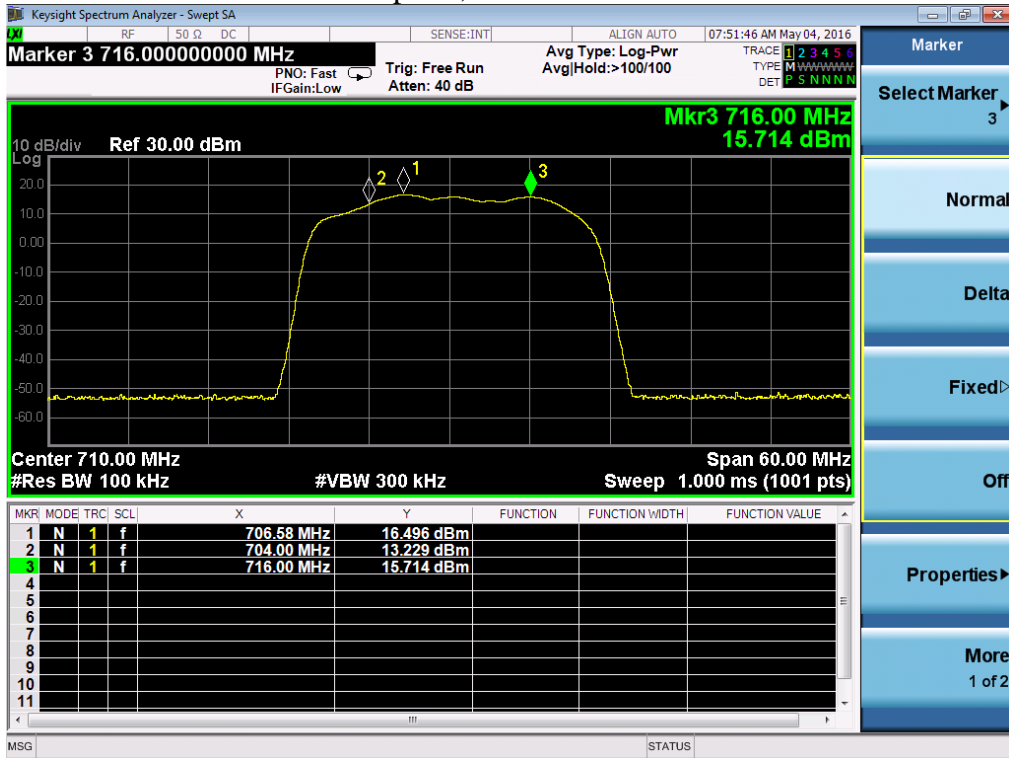 Keysight Spectrum Analyzer - Swept SA
LXI RF 50 Ω DC SENSE:INT ALIGN AUTO 07:51:46 AM May 04, 2016
Marker 3 716.000000000 MHz
PNO: Fast
IFGain:Low
Trig: Free Run
Atten: 40 dB
Avg Type: Log-Pwr
Avg|Hold:>100/100
TRACE 1 2 3 4 5 6
TYPE M WWWWW
DET P S N N N N
Mkr3 716.00 MHz
15.714 dBm
10 dB/div Ref 30.00 dBm
Log
20.0
10.0
0.00
-10.0
-20.0
-30.0
-40.0
-50.0
-60.0
2
1
3
Center 710.00 MHz Span 60.00 MHz
#Res BW 100 kHz #VBW 300 kHz Sweep 1.000 ms (1001 pts)
MKR MODE TRC SCL X Y FUNCTION FUNCTION WIDTH FUNCTION VALUE
1 N 1 f 706.58 MHz 16.496 dBm
2 N 1 f 704.00 MHz 13.229 dBm
3 N 1 f 716.00 MHz 15.714 dBm
4
5
6
7
8
9
10
11
MSG STATUS
Marker
Select Marker
3
Normal
Delta
Fixed
Off
Properties
More
1 of 2